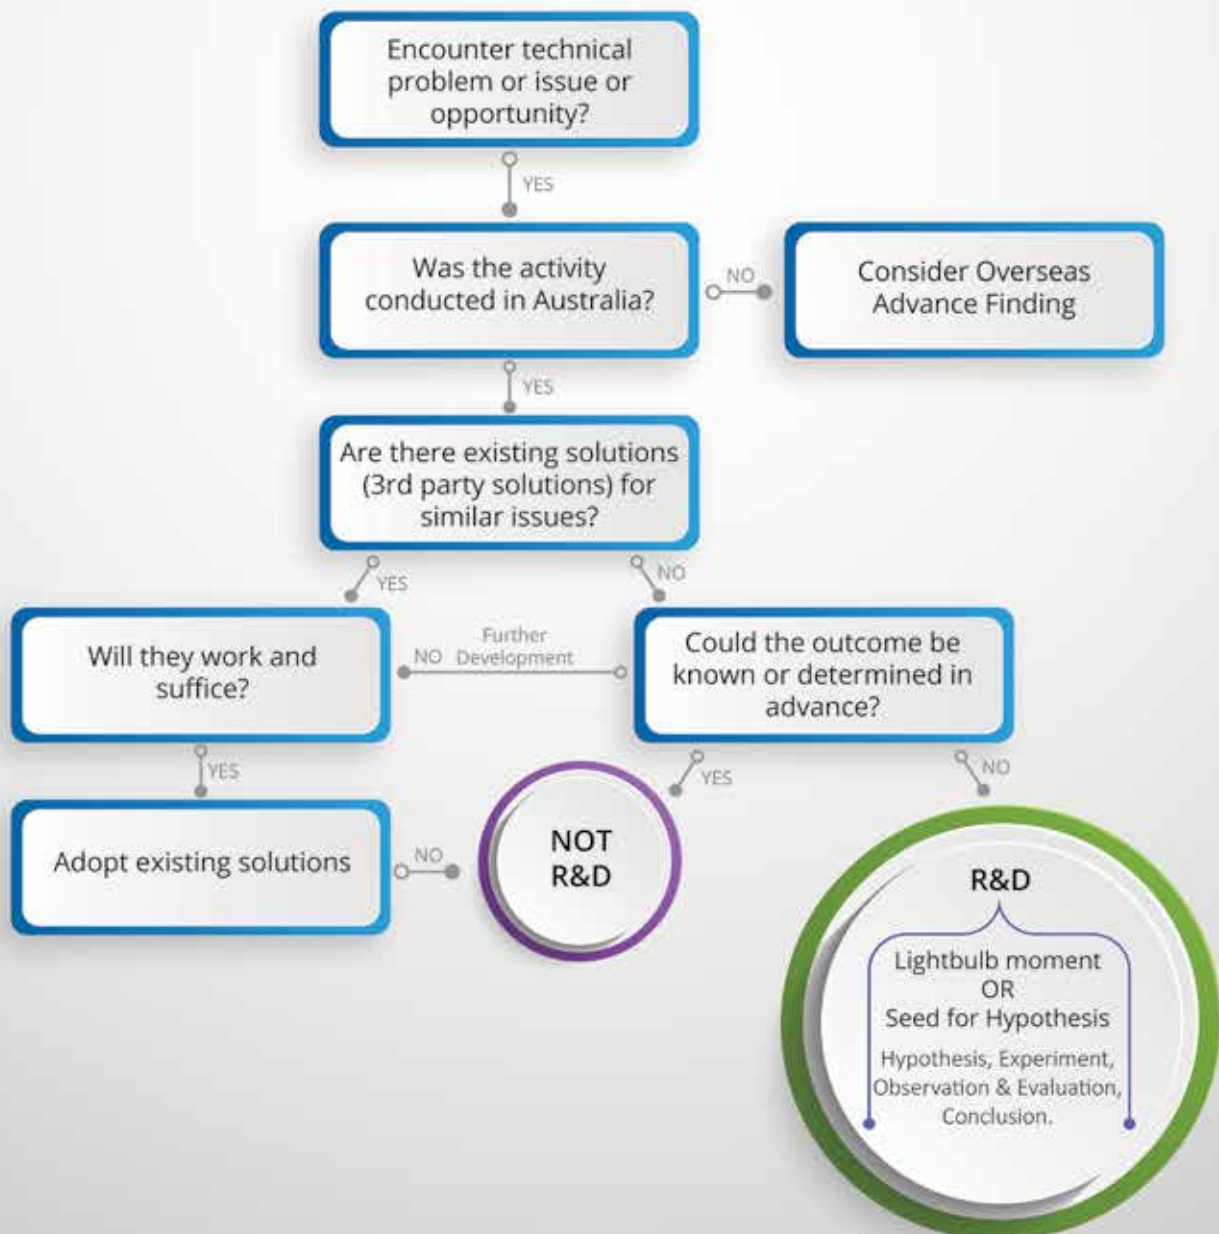 Encounter technical
problem or issue or
opportunity?
YES
Was the activity
conducted in Australia?
NO
Consider Overseas
Advance Finding
YES
Are there existing solutions
(3rd party solutions) for
similar issues?
YES
NO
Will they work and
suffice?
NO
Further
Development
Could the outcome be
known or determined in
advance?
YES
YES
NO
Adopt existing solutions
NO
NOT
R&D
R&D
Lightbulb moment
OR
Seed for Hypothesis
Hypothesis, Experiment,
Observation & Evaluation,
Conclusion.